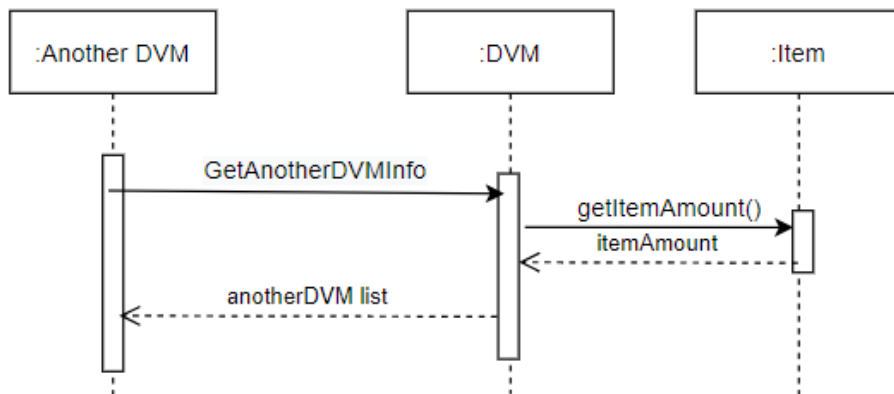 :Another DVM
:DVM
:Item
GetAnotherDVMInfo
getItemAmount()
itemAmount
anotherDVM list